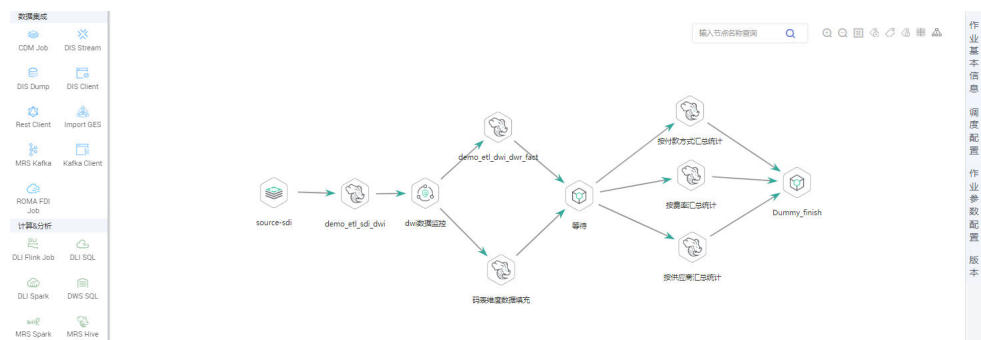 数据集成
CDM Job
DIS Stream
DIS Dump
DIS Client
Rest Client
Import GES
MRS Kafka
Kafka Client
ROMA FDI
Job
计算&分析
DLI Flink Job
DLI SQL
DLI Spark
DWS SQL
MRS Spark
MRS Hive
输入节点名称查询
source-sdi
demo_etl_sdi_dwi
dwi数据监控
demo_etl_dwi_dwr_fast
码表维度数据填充
等待
按付款方式汇总统计
按费率汇总统计
按供应商汇总统计
Dummy_finish
作业基本信息
调度配置
作业参数配置
版本